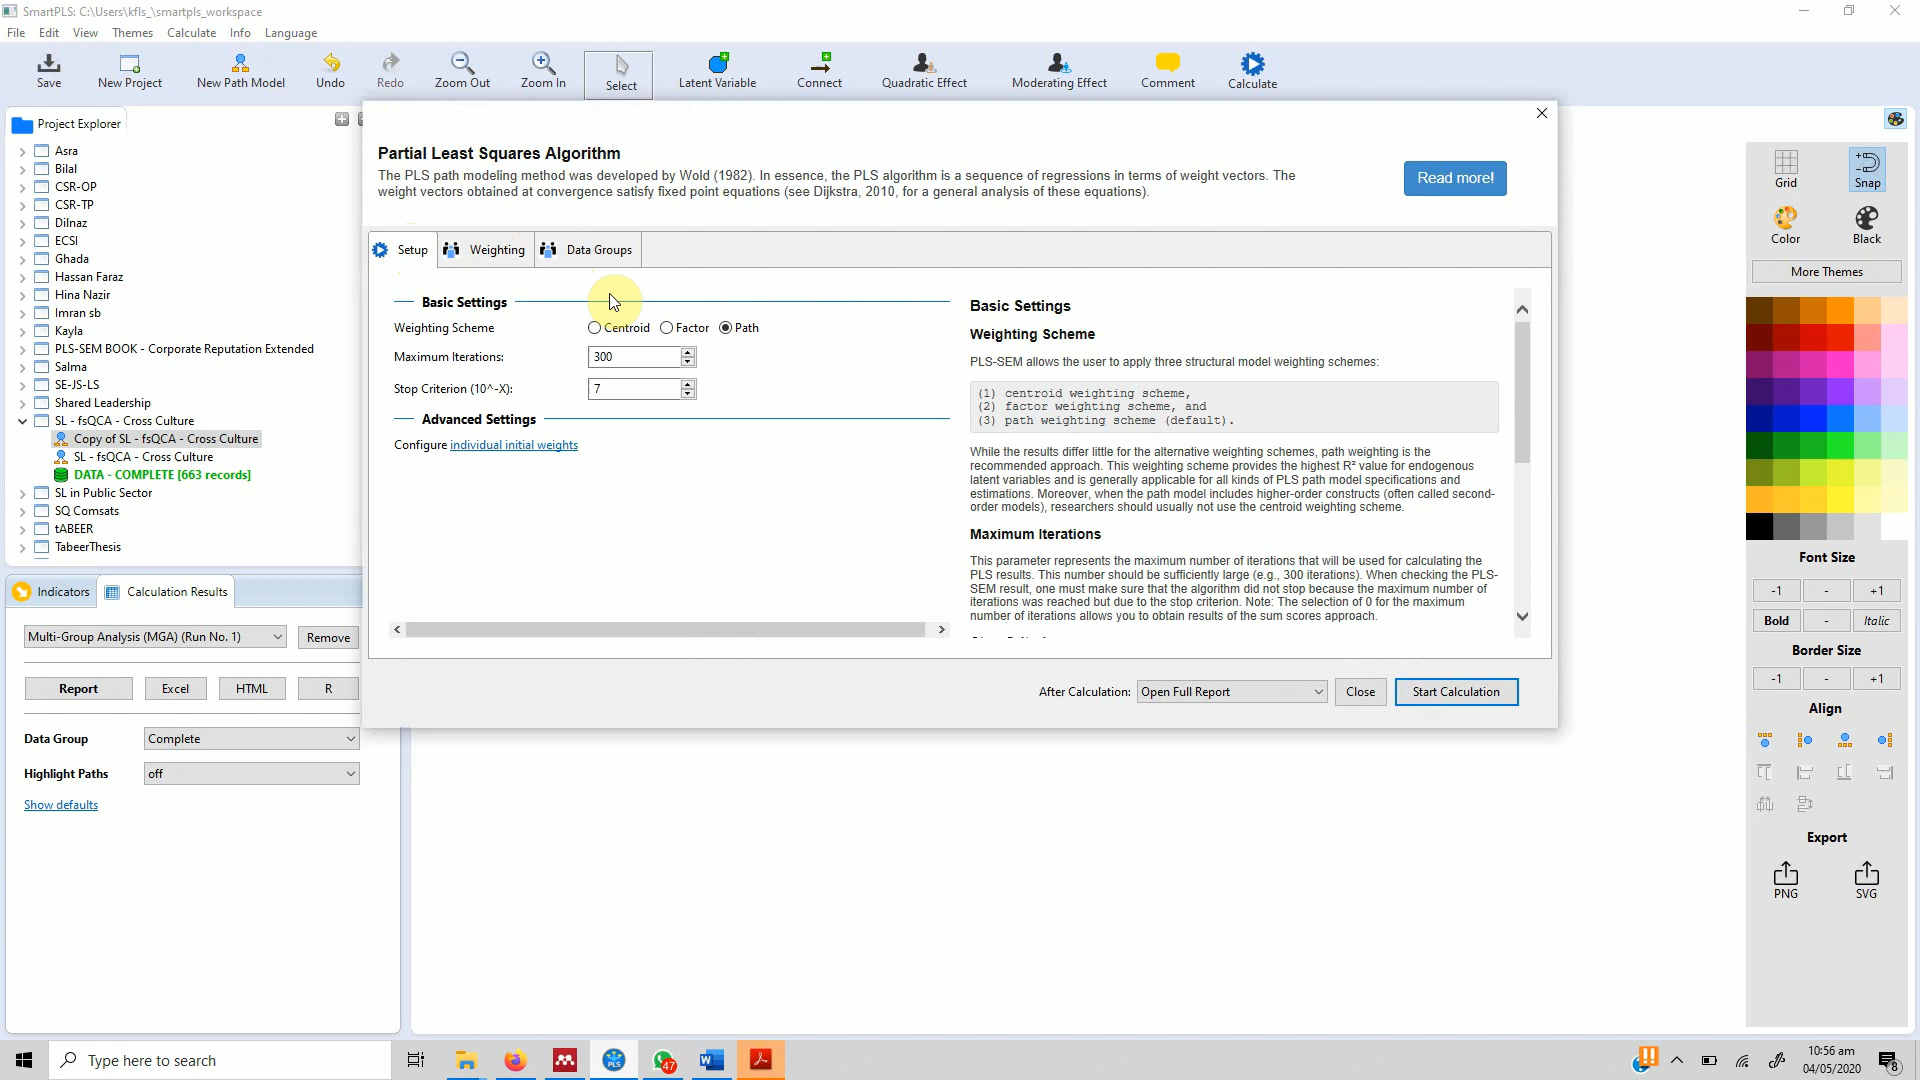 SmartPLS: C:\Users\kfls_\smartpls_workspace
File Edit View Themes Calculate Info Language
Save New Project New Path Model Undo Redo Zoom Out Zoom In Select Latent Variable Connect Quadratic Effect Moderating Effect Comment Calculate
Project Explorer
Asra
Bilal
CSR-OP
CSR-TP
Dilnaz
ECSI
Ghada
Hassan Faraz
Hina Nazir
Imran sb
Kayla
PLS-SEM BOOK - Corporate Reputation Extended
Salma
SE-JS-LS
Shared Leadership
SL - fsQCA - Cross Culture
Copy of SL - fsQCA - Cross Culture
SL - fsQCA - Cross Culture
DATA - COMPLETE [663 records]
SL in Public Sector
SQ Comsats
tABEER
TabeerThesis
Indicators Calculation Results
Multi-Group Analysis (MGA) (Run No. 1) Remove
Report Excel HTML R
Data Group Complete
Highlight Paths off
Show defaults
Partial Least Squares Algorithm
The PLS path modeling method was developed by Wold (1982). In essence, the PLS algorithm is a sequence of regressions in terms of weight vectors. The
weight vectors obtained at convergence satisfy fixed point equations (see Dijkstra, 2010, for a general analysis of these equations).
Read more!
Setup Weighting Data Groups
Basic Settings
Weighting Scheme Centroid Factor Path
Maximum Iterations: 300
Stop Criterion (10^-X): 7
Advanced Settings
Configure individual initial weights
Basic Settings
Weighting Scheme
PLS-SEM allows the user to apply three structural model weighting schemes:
(1) centroid weighting scheme,
(2) factor weighting scheme, and
(3) path weighting scheme (default).
While the results differ little for the alternative weighting schemes, path weighting is the
recommended approach. This weighting scheme provides the highest R² value for endogenous
latent variables and is generally applicable for all kinds of PLS path model specifications and
estimations. Moreover, when the path model includes higher-order constructs (often called second-
order models), researchers should usually not use the centroid weighting scheme.
Maximum Iterations
This parameter represents the maximum number of iterations that will be used for calculating the
PLS results. This number should be sufficiently large (e.g., 300 iterations). When checking the PLS-
SEM result, one must make sure that the algorithm did not stop because the maximum number of
iterations was reached but due to the stop criterion. Note: The selection of 0 for the maximum
number of iterations allows you to obtain results of the sum scores approach.
After Calculation: Open Full Report Close Start Calculation
Grid Snap
Color Black
More Themes
Font Size
-1 - +1
Bold - Italic
Border Size
-1 - +1
Align
Export
PNG SVG
Type here to search
PLS
47
10:56 am
04/05/2020
8